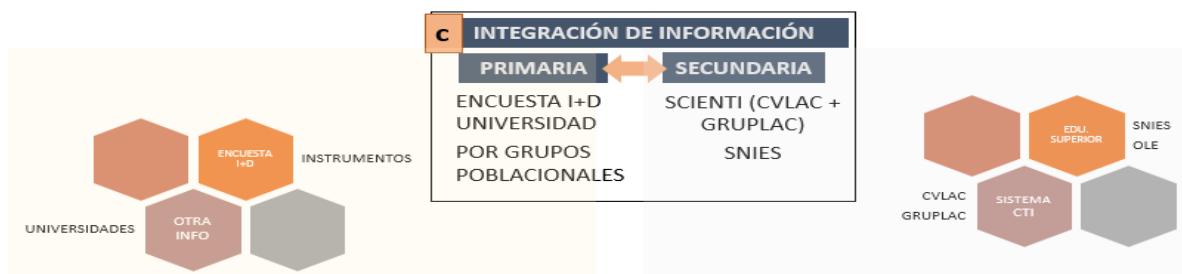 C
INTEGRACIÓN DE INFORMACIÓN
PRIMARIA
SECUNDARIA
ENCUESTA I+D
UNIVERSIDAD
POR GRUPOS
POBLACIONALES
SCIENTI (CVLAC +
GRUPLAC)
SNIES
ENCUESTA
I+D
INSTRUMENTOS
UNIVERSIDADES
OTRA
INFO
EDU.
SUPERIOR
SNIES
OLE
CVLAC
GRUPLAC
SISTEMA
CTI